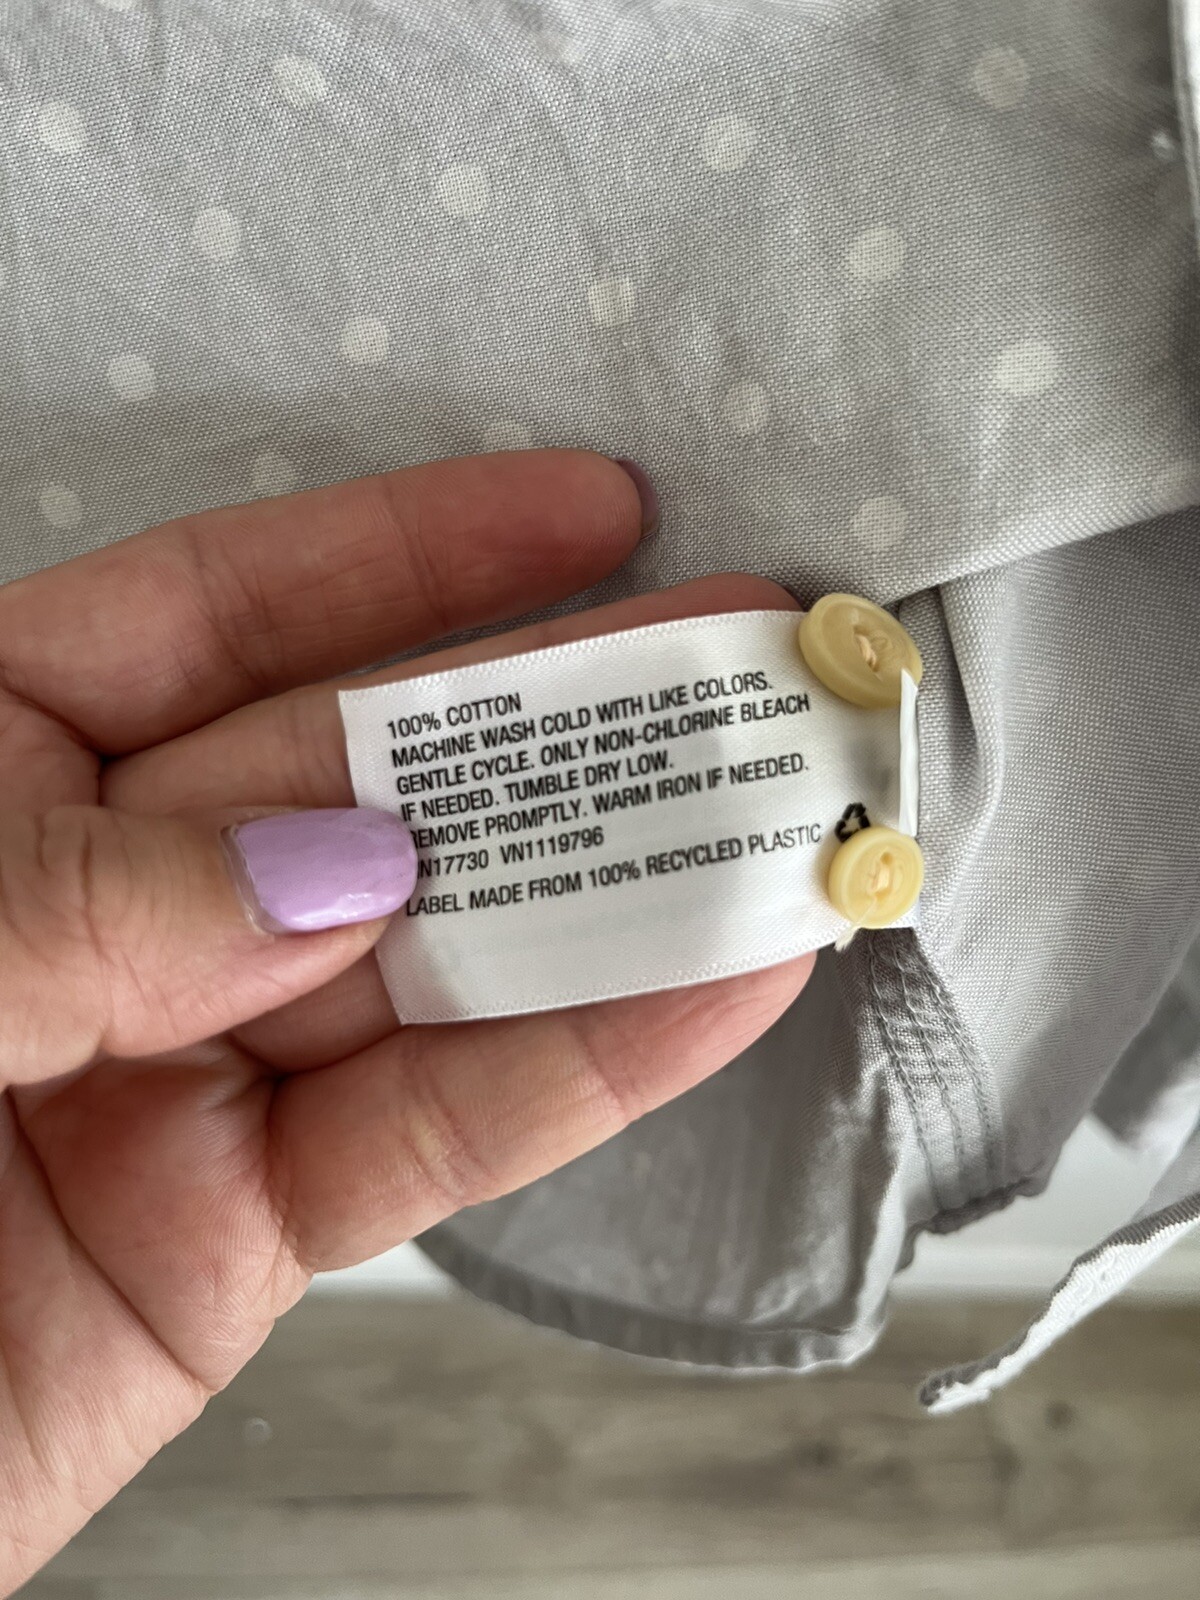 100% COTTON
MACHINE WASH COLD WITH LIKE COLORS.
GENTLE CYCLE. ONLY NON-CHLORINE BLEACH
IF NEEDED. TUMBLE DRY LOW.
REMOVE PROMPTLY. WARM IRON IF NEEDED.
N17730 VN1119796
LABEL MADE FROM 100% RECYCLED PLASTIC